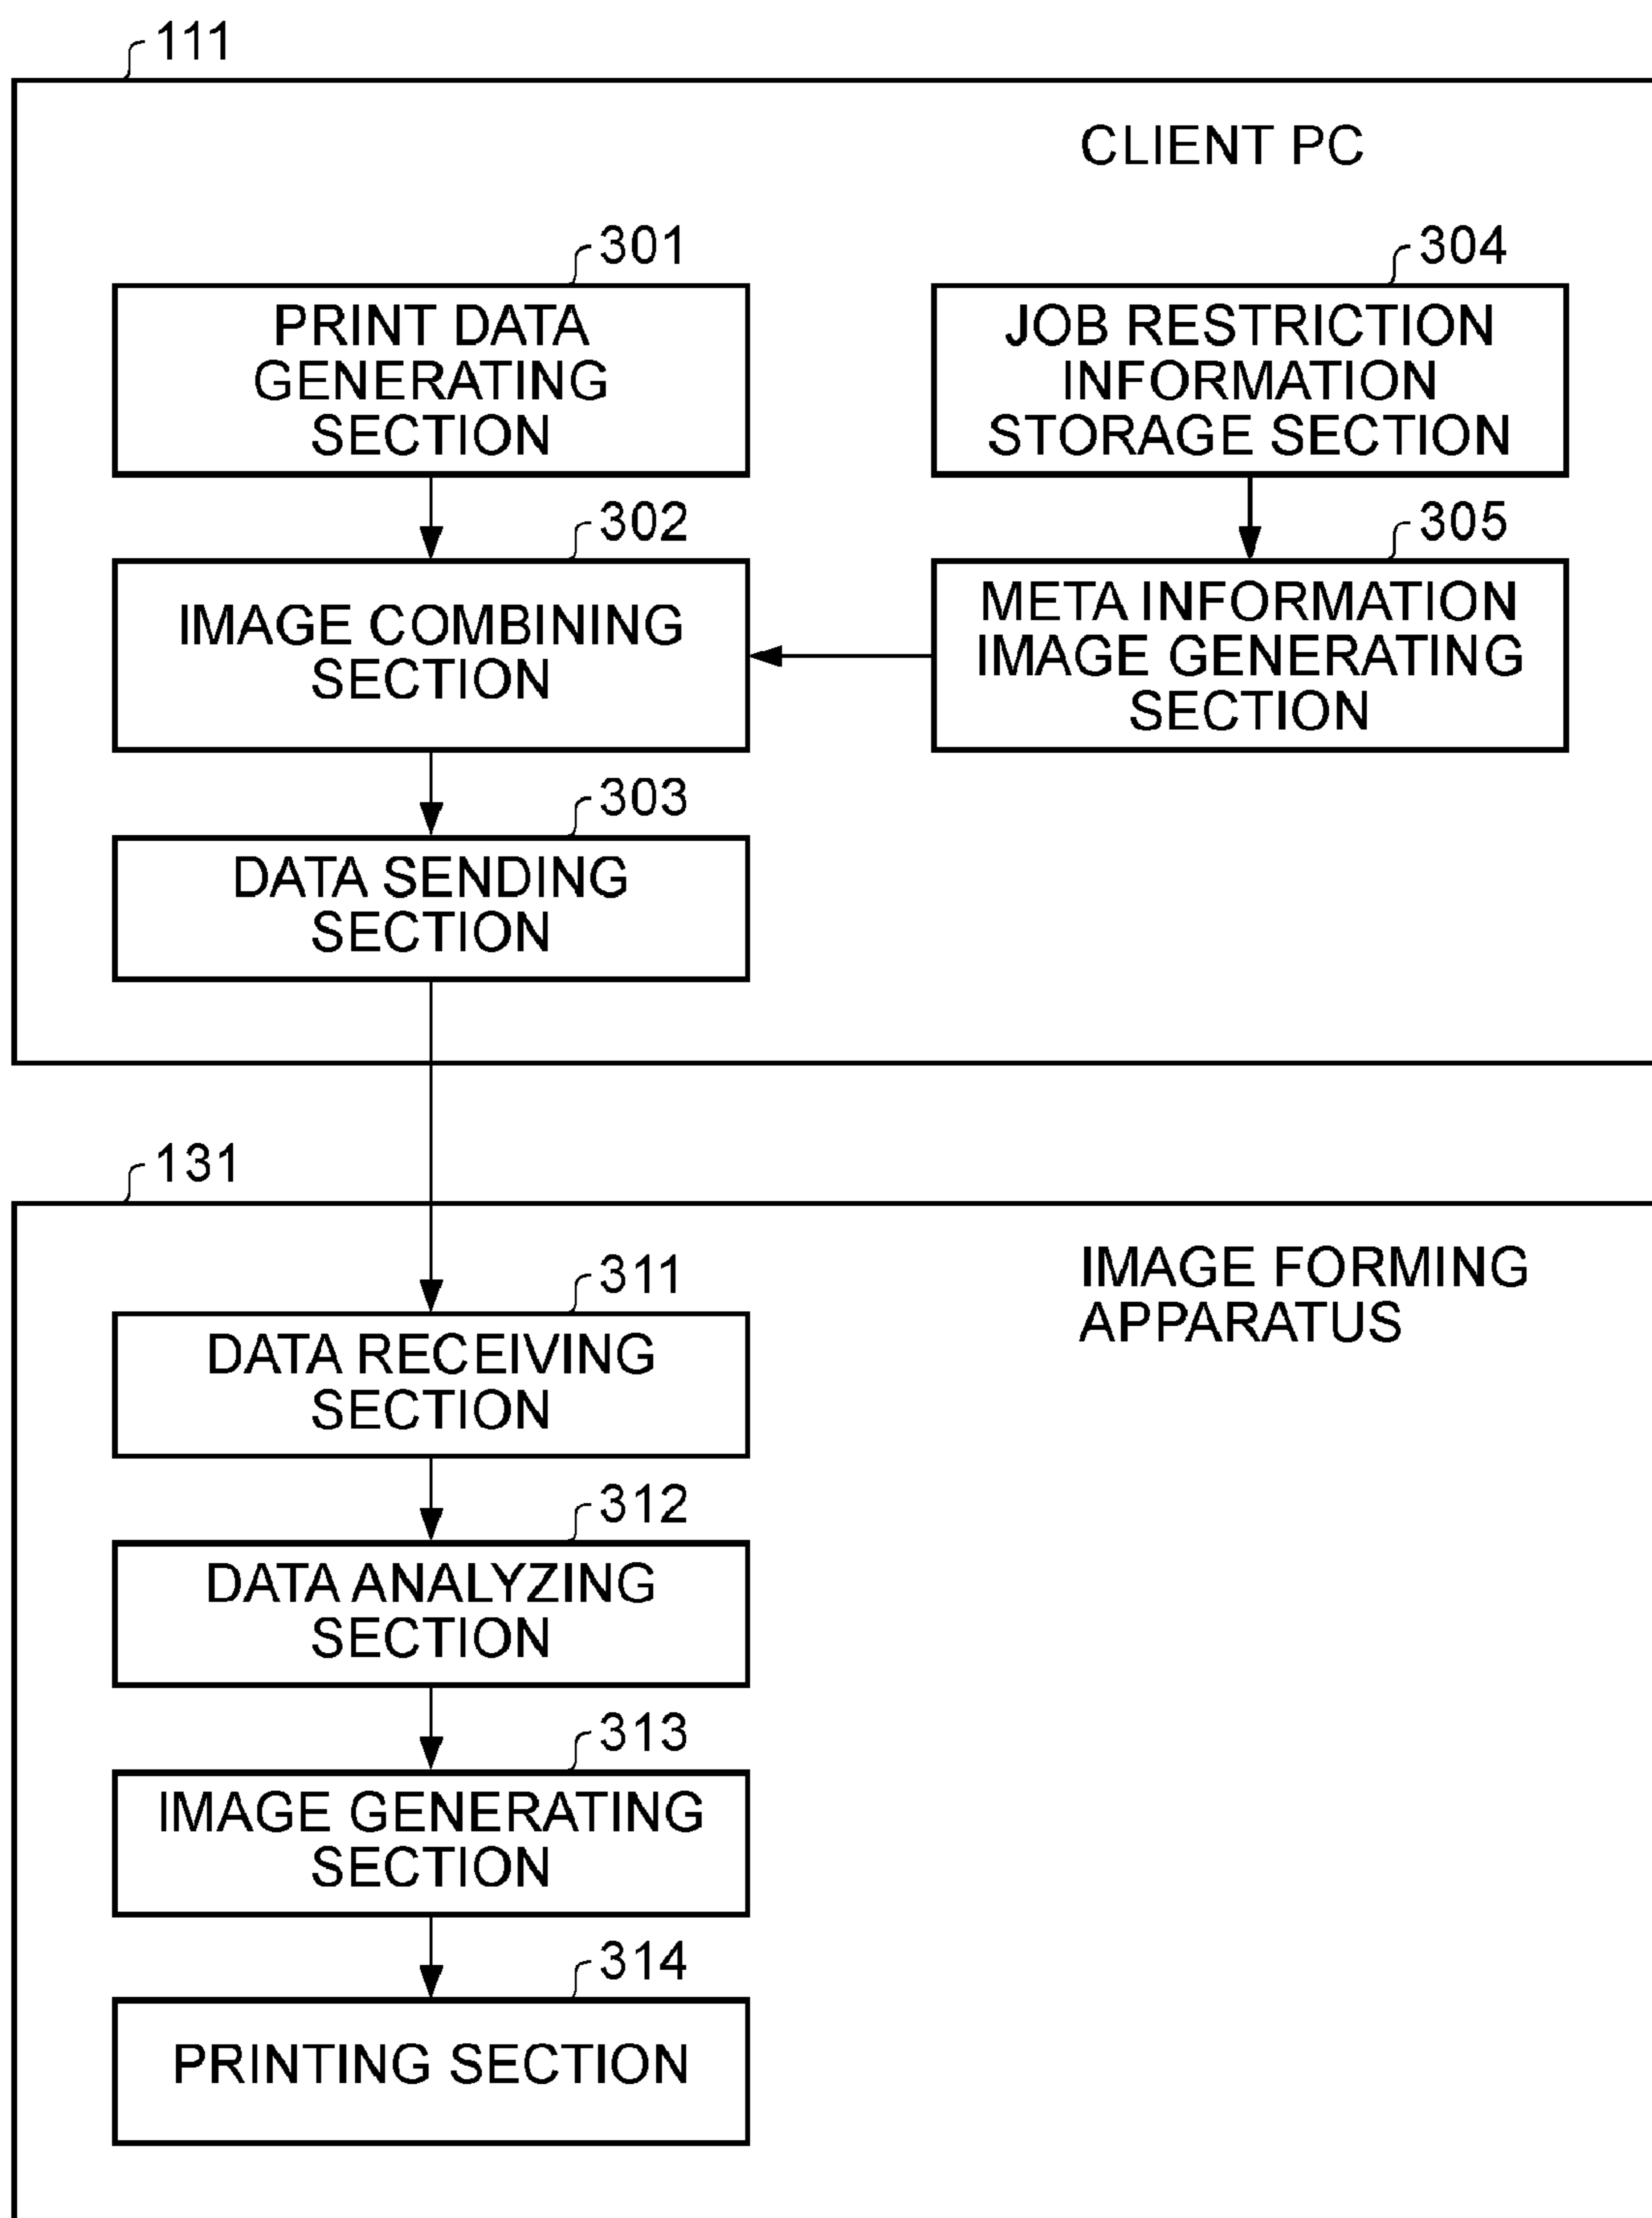 111
CLIENT PC
301
PRINT DATA
GENERATING
SECTION
304
JOB RESTRICTION
INFORMATION
STORAGE SECTION
302
IMAGE COMBINING
SECTION
305
META INFORMATION
IMAGE GENERATING
SECTION
303
DATA SENDING
SECTION
131
IMAGE FORMING
APPARATUS
311
DATA RECEIVING
SECTION
312
DATA ANALYZING
SECTION
313
IMAGE GENERATING
SECTION
314
PRINTING SECTION